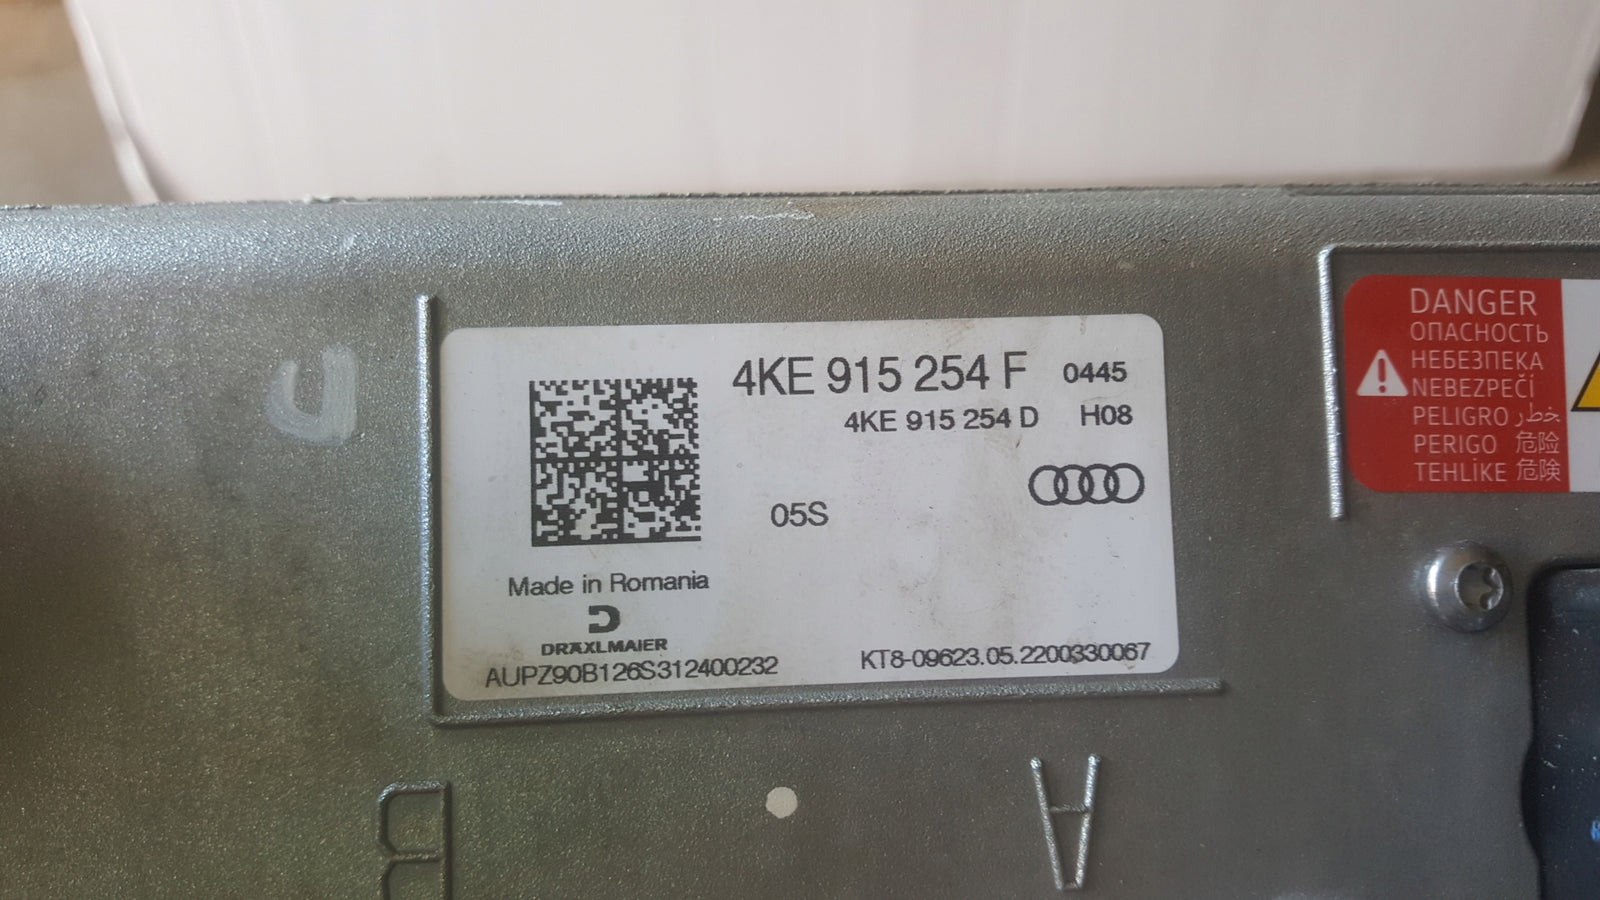 4KE 915 254 F 0445
4KE 915 254 D H08
05S
Made in Romania
DRÄXLMAIER
AUPZ90B126S312400232
KT8-09623.05.2200330067
DANGER
ОПАСНОСТЬ
НЕБЕЗПЕКА
NEBEZPEČÍ
PELIGRO خطر
PERIGO 危险
TEHLİKE 危険
A